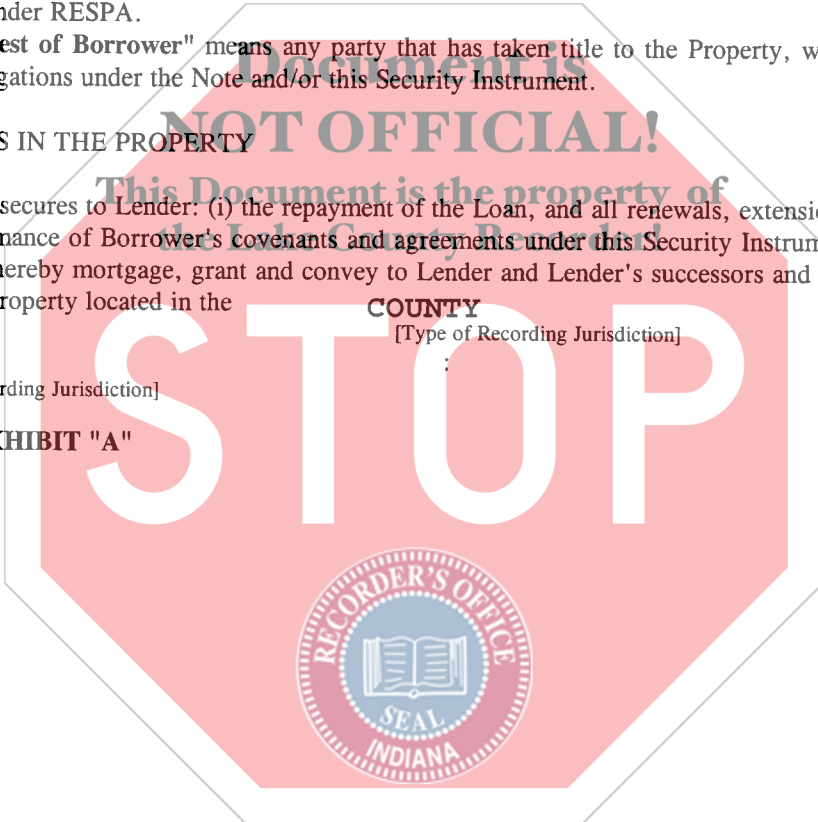 nder RESPA.
est of Borrower" means any party that has taken title to the Property, w
gations under the Note and/or this Security Instrument.
Document is
NOT OFFICIAL!
S IN THE PROPERTY
This Document is the property of
the Lake County Recorder!
secures to Lender: (i) the repayment of the Loan, and all renewals, extensi
nance of Borrower's covenants and agreements under this Security Instrum
ereby mortgage, grant and convey to Lender and Lender's successors and
roperty located in the COUNTY
[Type of Recording Jurisdiction]
:
rding Jurisdiction]
HIBIT "A"
STOP
RECORDER'S OFFICE
SEAL
INDIANA